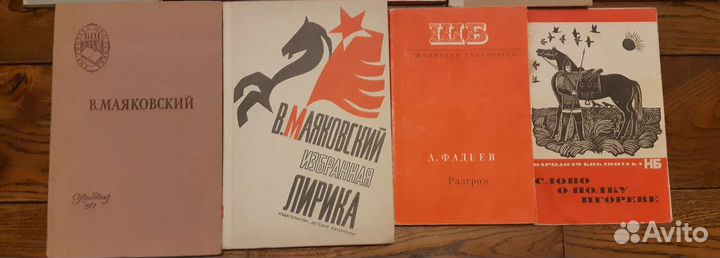 В. МАЯКОВСКИЙ
В. МАЯКОВСКИЙ
ИЗБРАННАЯ
ЛИРИКА
ИЗДАТЕЛЬСТВО „ДЕТСКАЯ ЛИТЕРАТУРА"
ШБ
ШКОЛЬНАЯ БИБЛИОТЕКА
А. ФАДЕЕВ
Разгром
НАРОДНАЯ БИБЛИОТЕКА НБ
СЛОВО
О ПОЛКУ
ИГОРЕВЕ
Avito